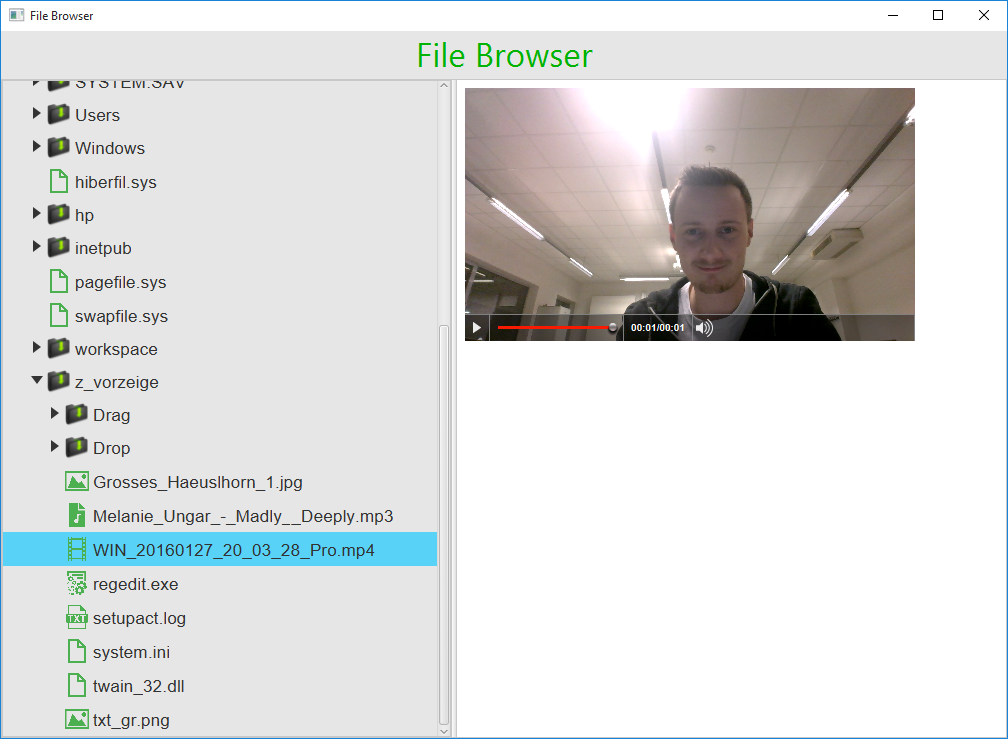 File Browser
File Browser
SYSTEM.SAV
Users
Windows
hiberfil.sys
hp
inetpub
pagefile.sys
swapfile.sys
workspace
z_vorzeige
Drag
Drop
Grosses_Haeuslhorn_1.jpg
Melanie_Ungar_-_Madly__Deeply.mp3
WIN_20160127_20_03_28_Pro.mp4
regedit.exe
TXT setupact.log
system.ini
twain_32.dll
txt_gr.png
00:01/00:01